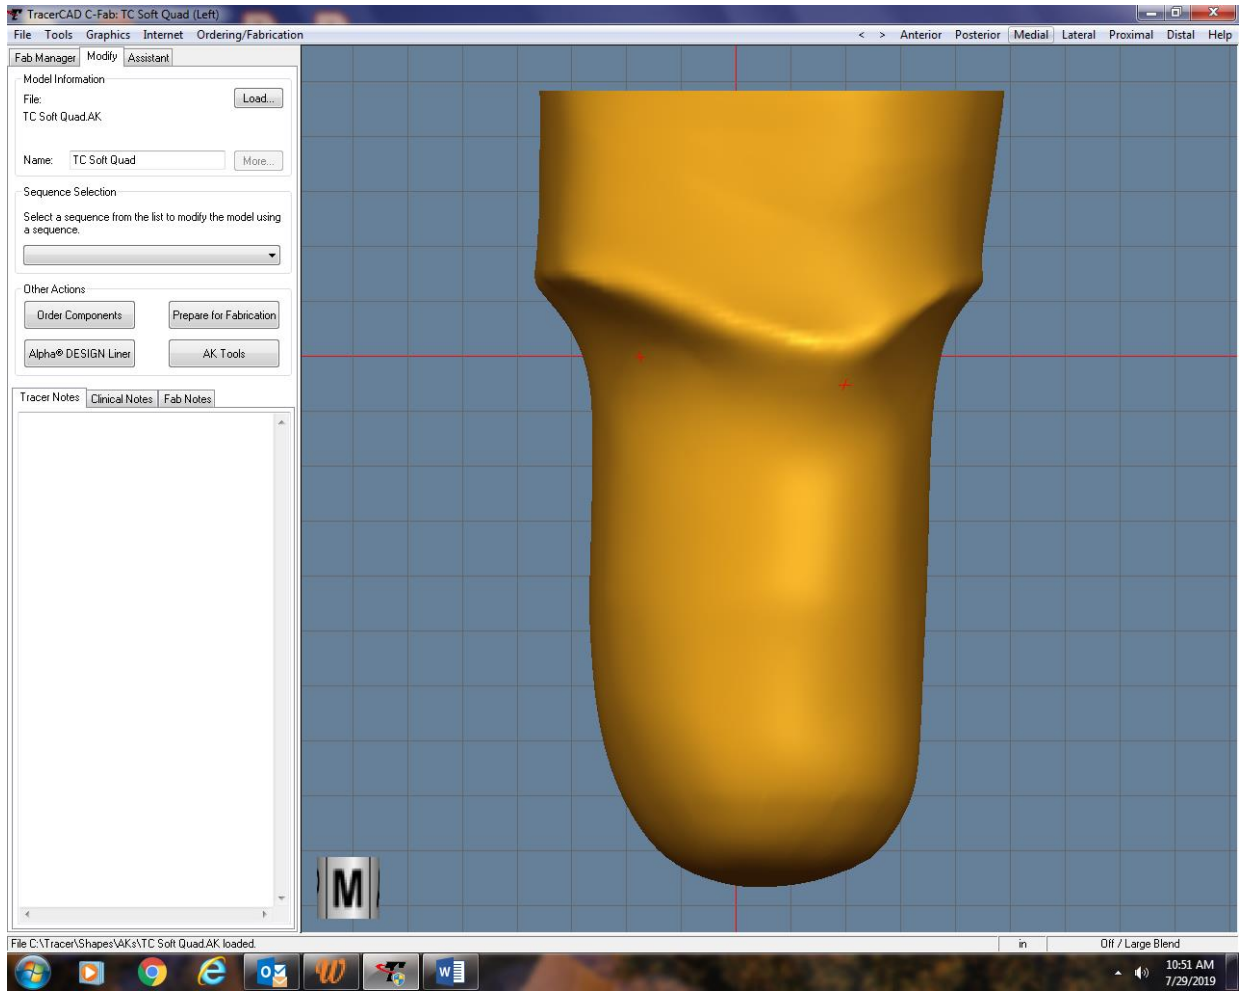 TracerCAD C-Fab: TC Soft Quad (Left)
File Tools Graphics Internet Ordering/Fabrication < > Anterior Posterior Medial Lateral Proximal Distal Help
Fab Manager Modify Assistant
Model Information
File: Load...
TC Soft Quad.AK
Name: TC Soft Quad More...
Sequence Selection
Select a sequence from the list to modify the model using
a sequence.
Other Actions
Order Components Prepare for Fabrication
Alpha® DESIGN Liner AK Tools
Tracer Notes Clinical Notes Fab Notes
M
File C:\Tracer\Shapes\AKs\TC Soft Quad.AK loaded. in Off / Large Blend
10:51 AM
7/29/2019